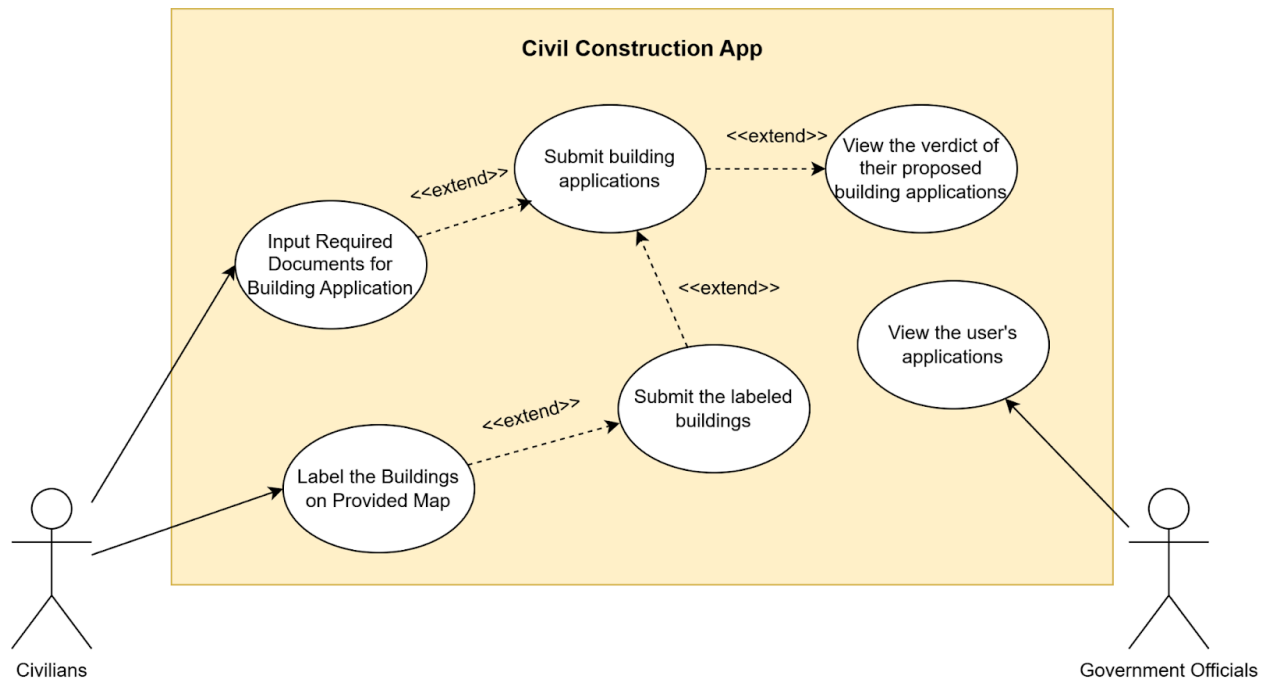 Civil Construction App
<<extend>>
Submit building
applications
<<extend>>
View the verdict of
their proposed
building applications
Input Required
Documents for
Building Application
<<extend>>
View the user's
applications
<<extend>>
Submit the labeled
buildings
Label the Buildings
on Provided Map
Civilians
Government Officials